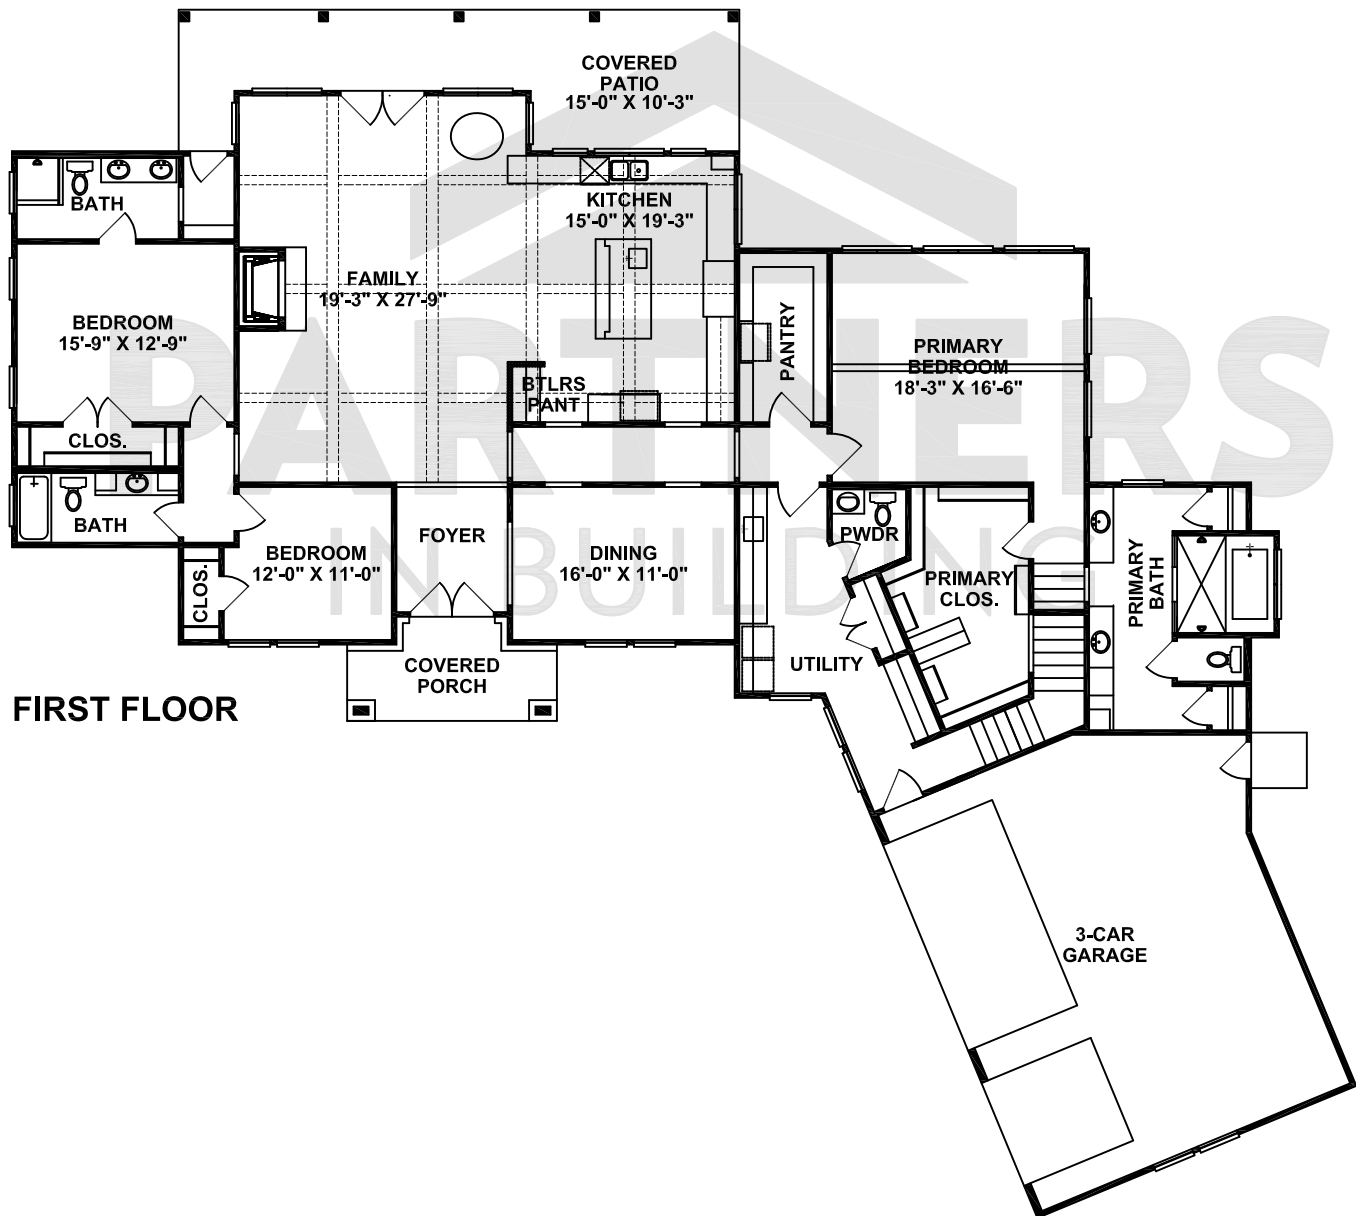 COVERED
PATIO
15'-0" X 10'-3"
BATH
KITCHEN
15'-0" X 19'-3"
FAMILY
19'-3" X 27'-9"
BEDROOM
15'-9" X 12'-9"
PANTRY
PRIMARY
BEDROOM
18'-3" X 16'-6"
BTLRS
PANT
CLOS.
PARTNERS
IN BUILDING
BATH
FOYER
BEDROOM
12'-0" X 11'-0"
DINING
16'-0" X 11'-0"
PWDR
CLOS.
PRIMARY
CLOS.
PRIMARY
BATH
COVERED
PORCH
UTILITY
FIRST FLOOR
3-CAR
GARAGE